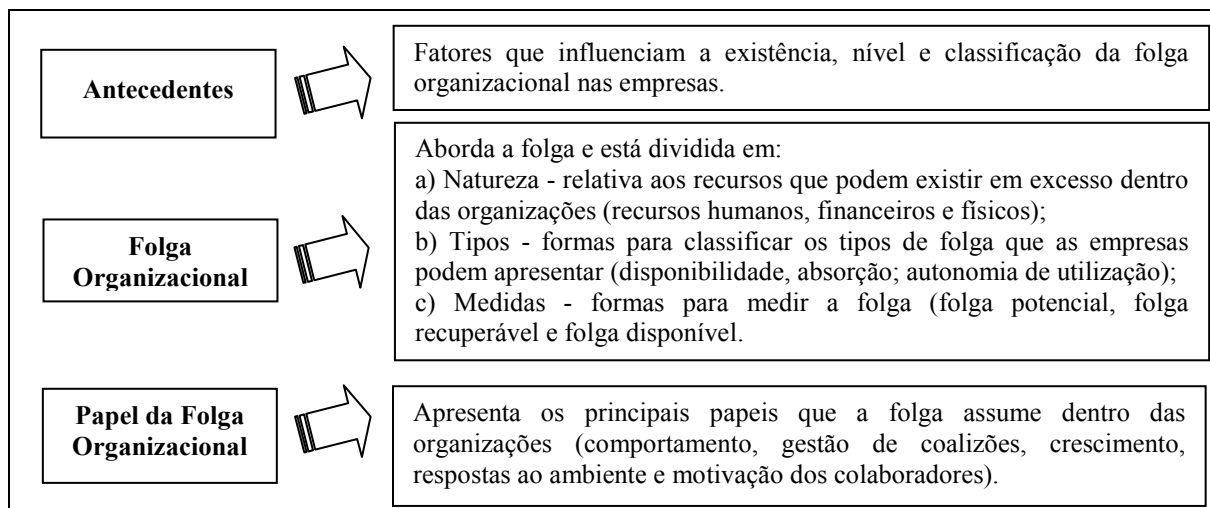 Antecedentes
Fatores que influenciam a existência, nível e classificação da folga
organizacional nas empresas.
Folga
Organizacional
Aborda a folga e está dividida em:
a) Natureza - relativa aos recursos que podem existir em excesso dentro
das organizações (recursos humanos, financeiros e físicos);
b) Tipos - formas para classificar os tipos de folga que as empresas
podem apresentar (disponibilidade, absorção; autonomia de utilização);
c) Medidas - formas para medir a folga (folga potencial, folga
recuperável e folga disponível.
Papel da Folga
Organizacional
Apresenta os principais papeis que a folga assume dentro das
organizações (comportamento, gestão de coalizões, crescimento,
respostas ao ambiente e motivação dos colaboradores).